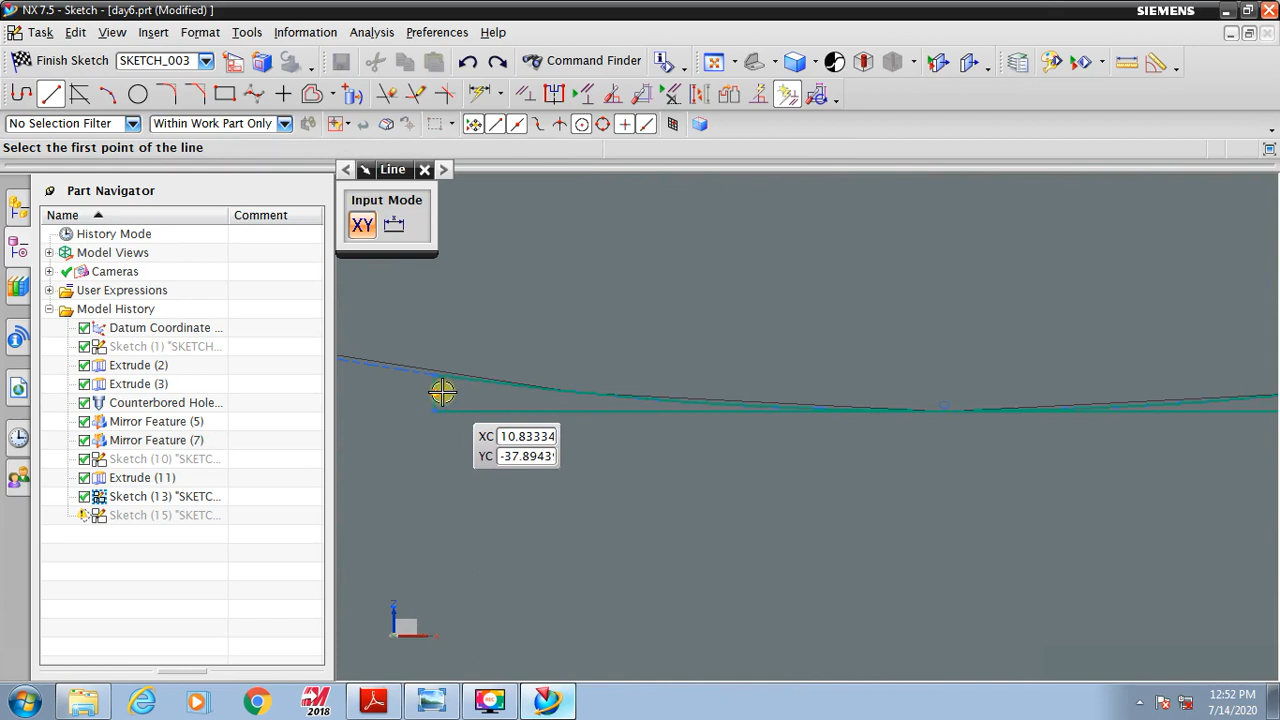 NX 7.5 - Sketch - [day6.prt (Modified) ]
SIEMENS
Task Edit View Insert Format Tools Information Analysis Preferences Help
Finish Sketch SKETCH_003 Command Finder
No Selection Filter Within Work Part Only
Select the first point of the line
Part Navigator
Line
Name Comment
Input Mode
XY
History Mode
Model Views
Cameras
User Expressions
Model History
Datum Coordinate ...
Sketch (1) "SKETCH...
Extrude (2)
Extrude (3)
Counterbored Hole...
Mirror Feature (5)
Mirror Feature (7)
Sketch (10) "SKETC...
Extrude (11)
Sketch (13) "SKETC...
Sketch (15) "SKETC...
XC 10.83334
YC -37.8943
Z
2018
REC
12:52 PM
7/14/2020